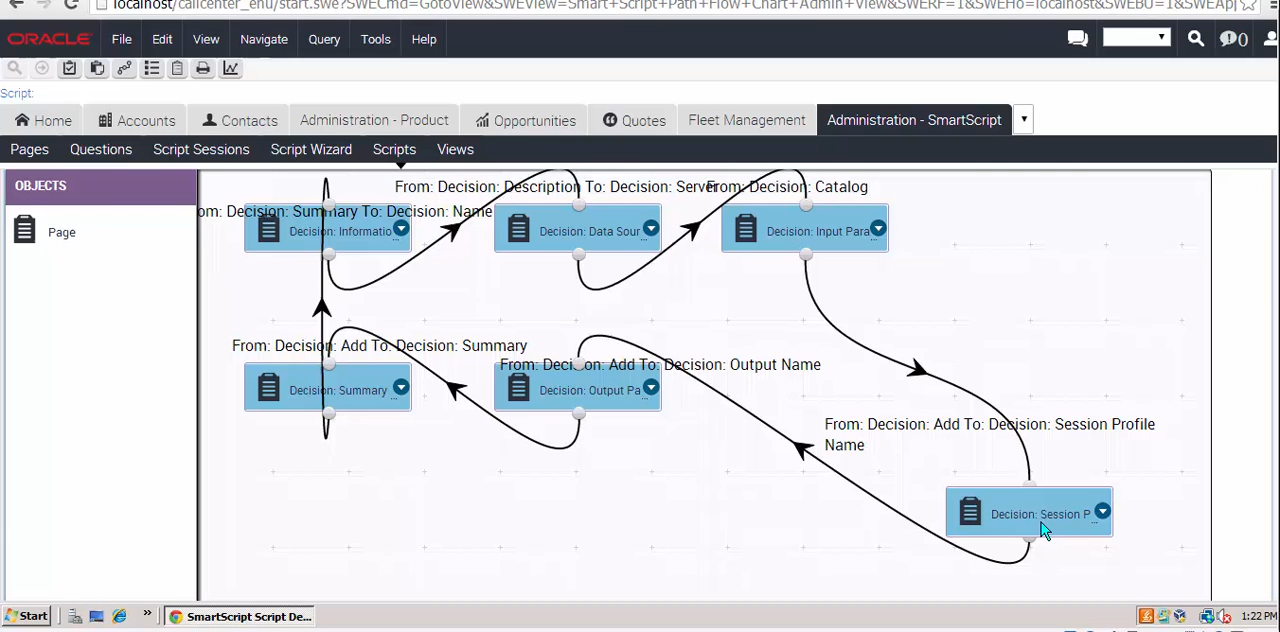 localhost/callcenter_enu/start.swe?SWECmd=GotoView&SWEView=Smart+Script+Path+Flow+Chart+Admin+View&SWERF=1&SWEHo=localhost&SWEBU=1&SWEAp
ORACLE File Edit View Navigate Query Tools Help 0
Script:
Home Accounts Contacts Administration - Product Opportunities Quotes Fleet Management Administration - SmartScript
Pages Questions Script Sessions Script Wizard Scripts Views
OBJECTS
Page
From: Decision: Description To: Decision: Server
From: Decision: Catalog
om: Decision: Summary To: Decision: Name
Decision: Informatio...
Decision: Data Sour...
Decision: Input Para...
From: Decision: Add To: Decision: Summary
From: Decision: Add To: Decision: Output Name
Decision: Summary ...
Decision: Output Pa...
From: Decision: Add To: Decision: Session Profile
Name
Decision: Session P...
Start » SmartScript Script De... 1:22 PM